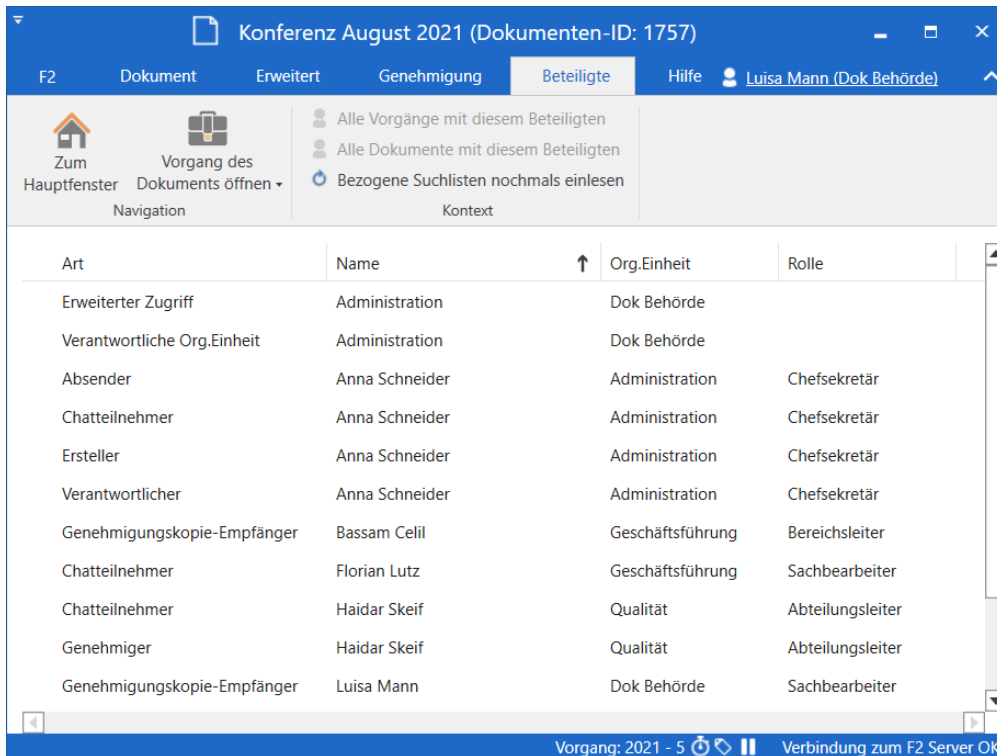 Konferenz August 2021 (Dokumenten-ID: 1757)
F2 Dokument Erweitert Genehmigung Beteiligte Hilfe Luisa Mann (Dok Behörde)
Zum Hauptfenster
Vorgang des Dokuments öffnen
Navigation
Alle Vorgänge mit diesem Beteiligten
Alle Dokumente mit diesem Beteiligten
Bezogene Suchlisten nochmals einlesen
Kontext
Art Name Org.Einheit Rolle
Erweiterter Zugriff Administration Dok Behörde
Verantwortliche Org.Einheit Administration Dok Behörde
Absender Anna Schneider Administration Chefsekretär
Chatteilnehmer Anna Schneider Administration Chefsekretär
Ersteller Anna Schneider Administration Chefsekretär
Verantwortlicher Anna Schneider Administration Chefsekretär
Genehmigungskopie-Empfänger Bassam Celil Geschäftsführung Bereichsleiter
Chatteilnehmer Florian Lutz Geschäftsführung Sachbearbeiter
Chatteilnehmer Haidar Skeif Qualität Abteilungsleiter
Genehmiger Haidar Skeif Qualität Abteilungsleiter
Genehmigungskopie-Empfänger Luisa Mann Dok Behörde Sachbearbeiter
Vorgang: 2021 - 5 Verbindung zum F2 Server OK